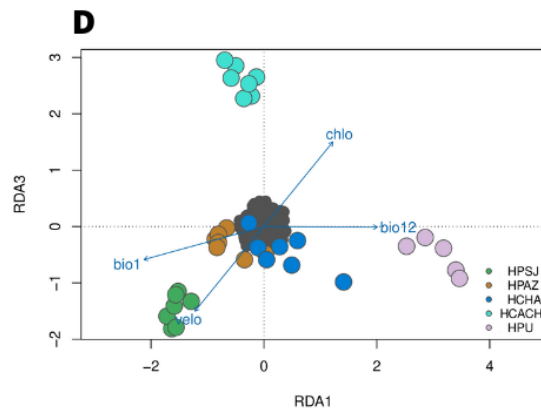 D
3
2
1
0
−1
−2
RDA3
chlo
bio12
bio1
velo
HPSJ
HPAZ
HCHA
HCACH
HPU
−2
0
2
4
RDA1